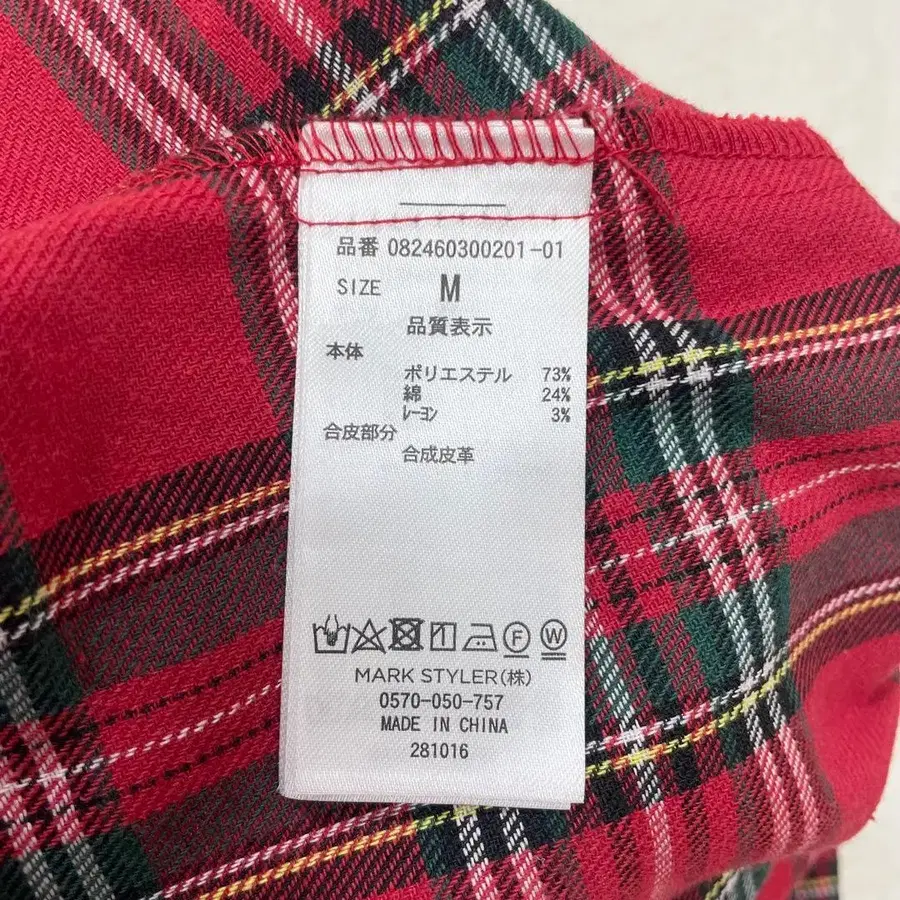 品番 082460300201-01
SIZE M
品質表示
本体
ポリエステル 73%
綿 24%
レーヨン 3%
合皮部分
合成皮革
F W
MARK STYLER(株)
0570-050-757
MADE IN CHINA
281016